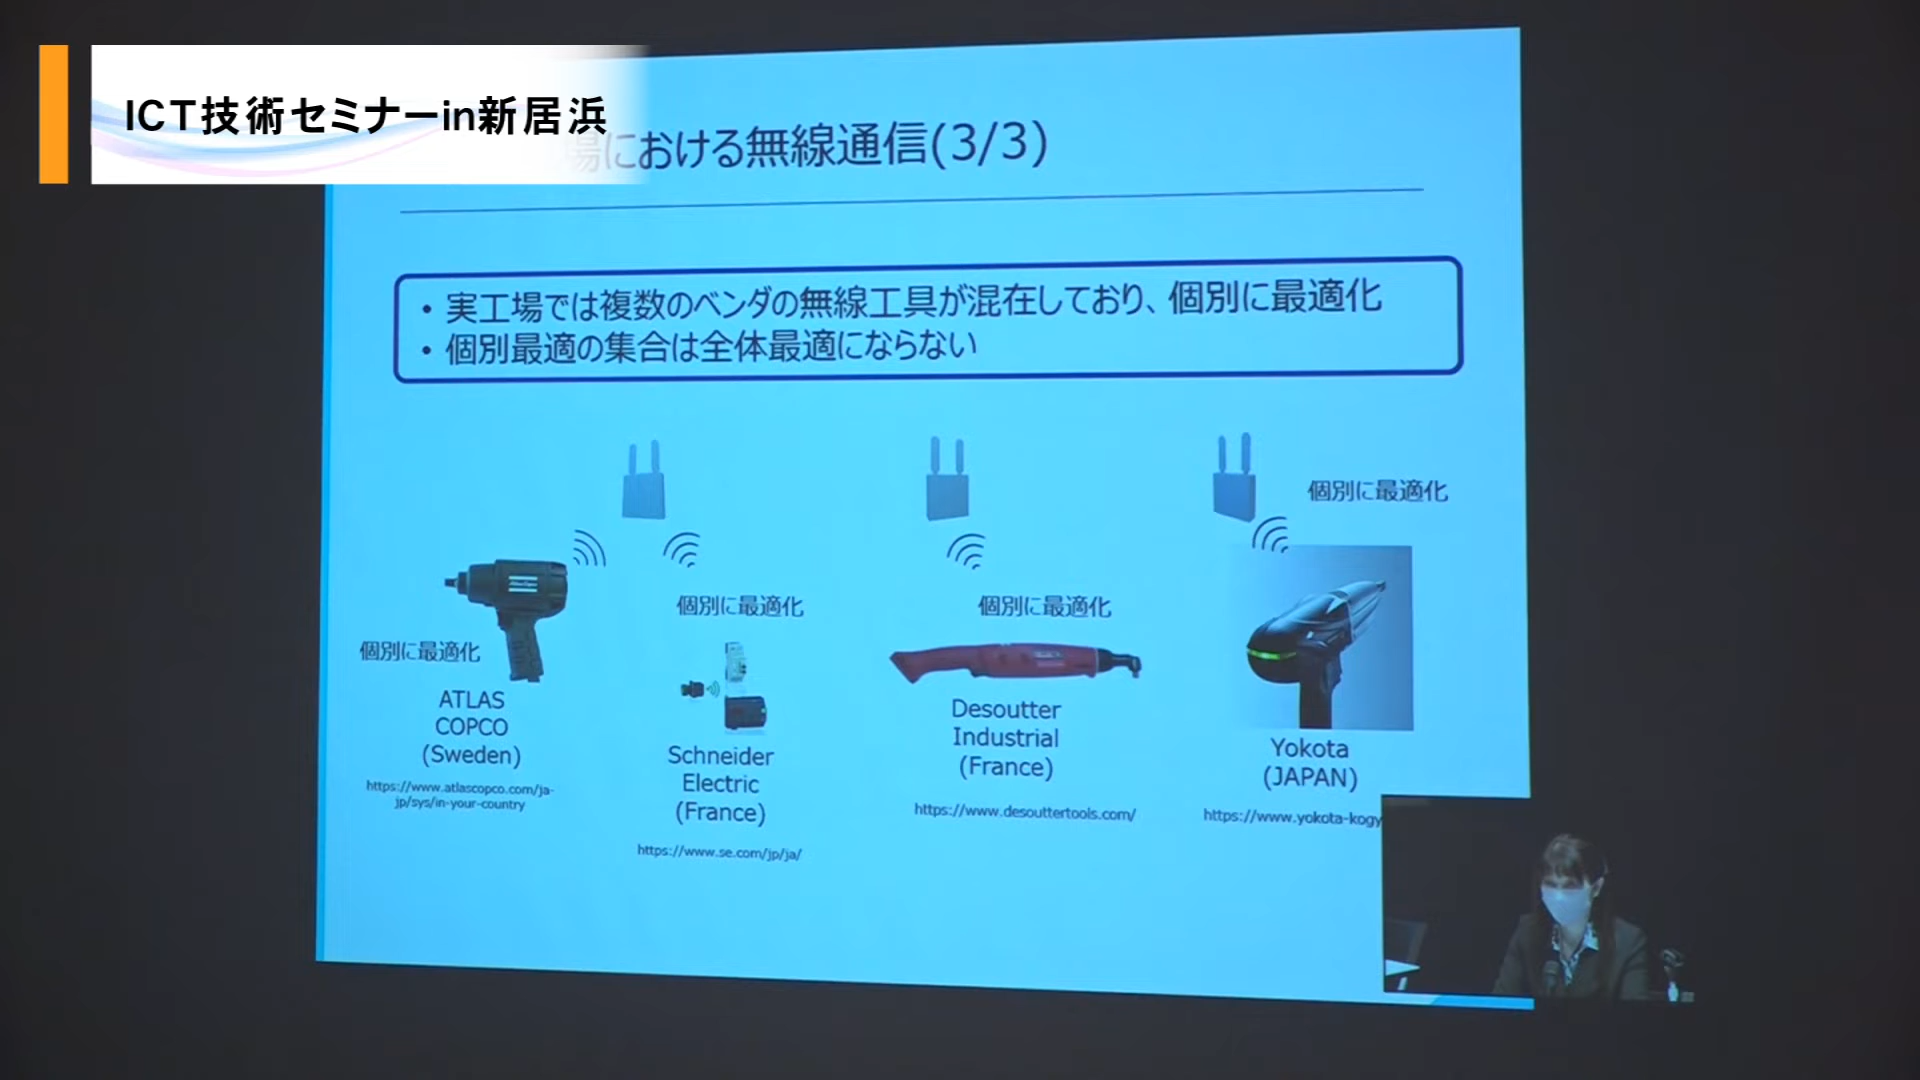 ICT技術セミナーin新居浜
場における無線通信(3/3)
• 実工場では複数のベンダの無線工具が混在しており、個別に最適化
• 個別最適の集合は全体最適にならない
個別に最適化
個別に最適化
個別に最適化
個別に最適化
ATLAS
COPCO
(Sweden)
https://www.atlascopco.com/ja-
jp/sys/in-your-country
Schneider
Electric
(France)
https://www.se.com/jp/ja/
Desoutter
Industrial
(France)
https://www.desouttertools.com/
Yokota
(JAPAN)
https://www.yokota-kogy